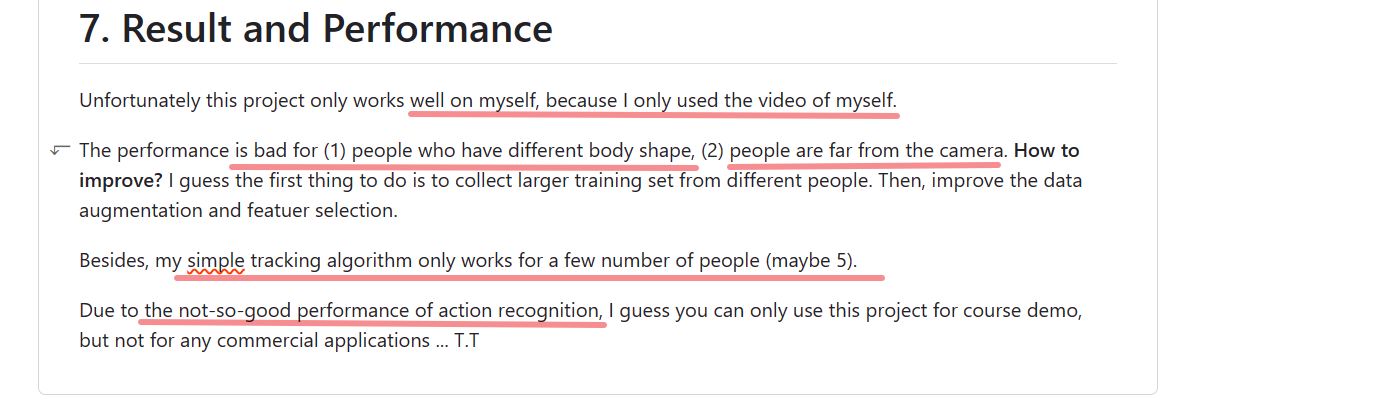 7. Result and Performance
Unfortunately this project only works well on myself, because I only used the video of myself.
The performance is bad for (1) people who have different body shape, (2) people are far from the camera. How to
improve? I guess the first thing to do is to collect larger training set from different people. Then, improve the data
augmentation and featuer selection.
Besides, my simple tracking algorithm only works for a few number of people (maybe 5).
Due to the not-so-good performance of action recognition, I guess you can only use this project for course demo,
but not for any commercial applications ... T.T